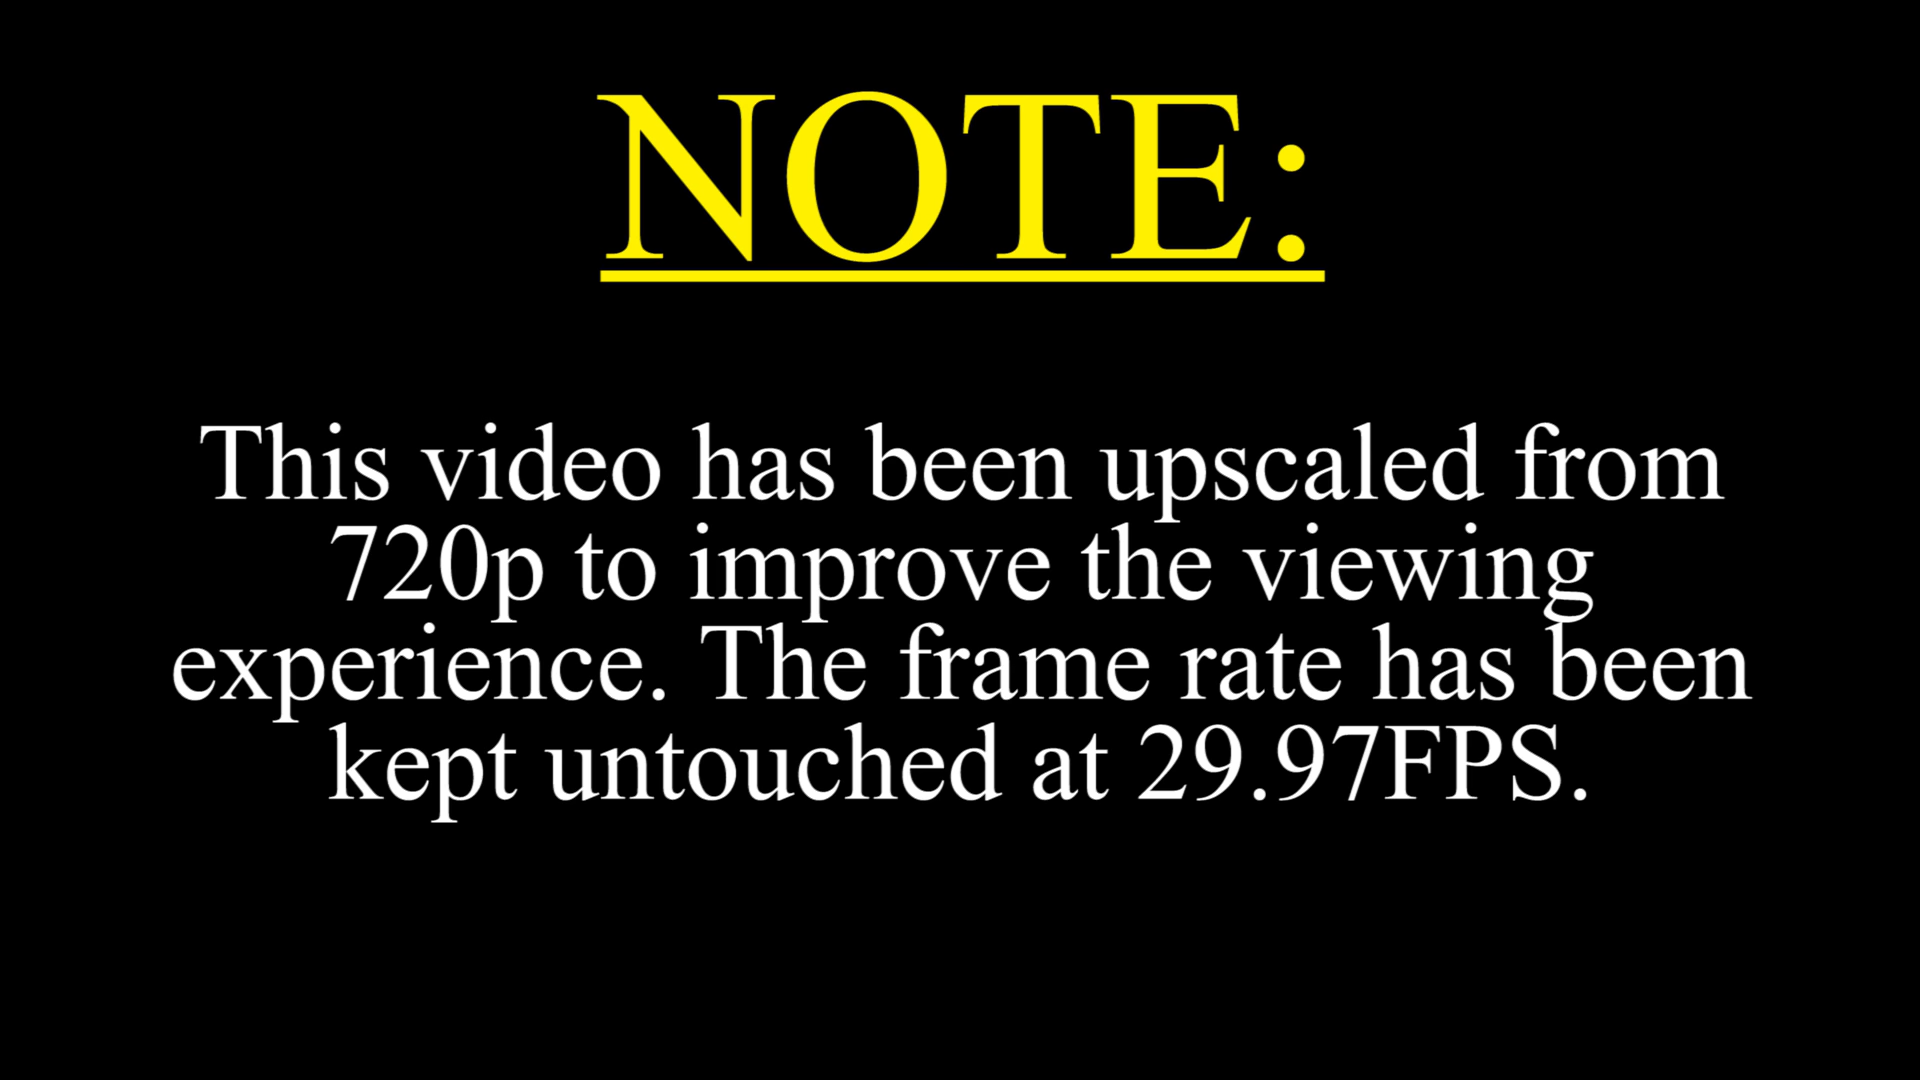 NOTE:
This video has been upscaled from
720p to improve the viewing
experience. The frame rate has been
kept untouched at 29.97FPS.